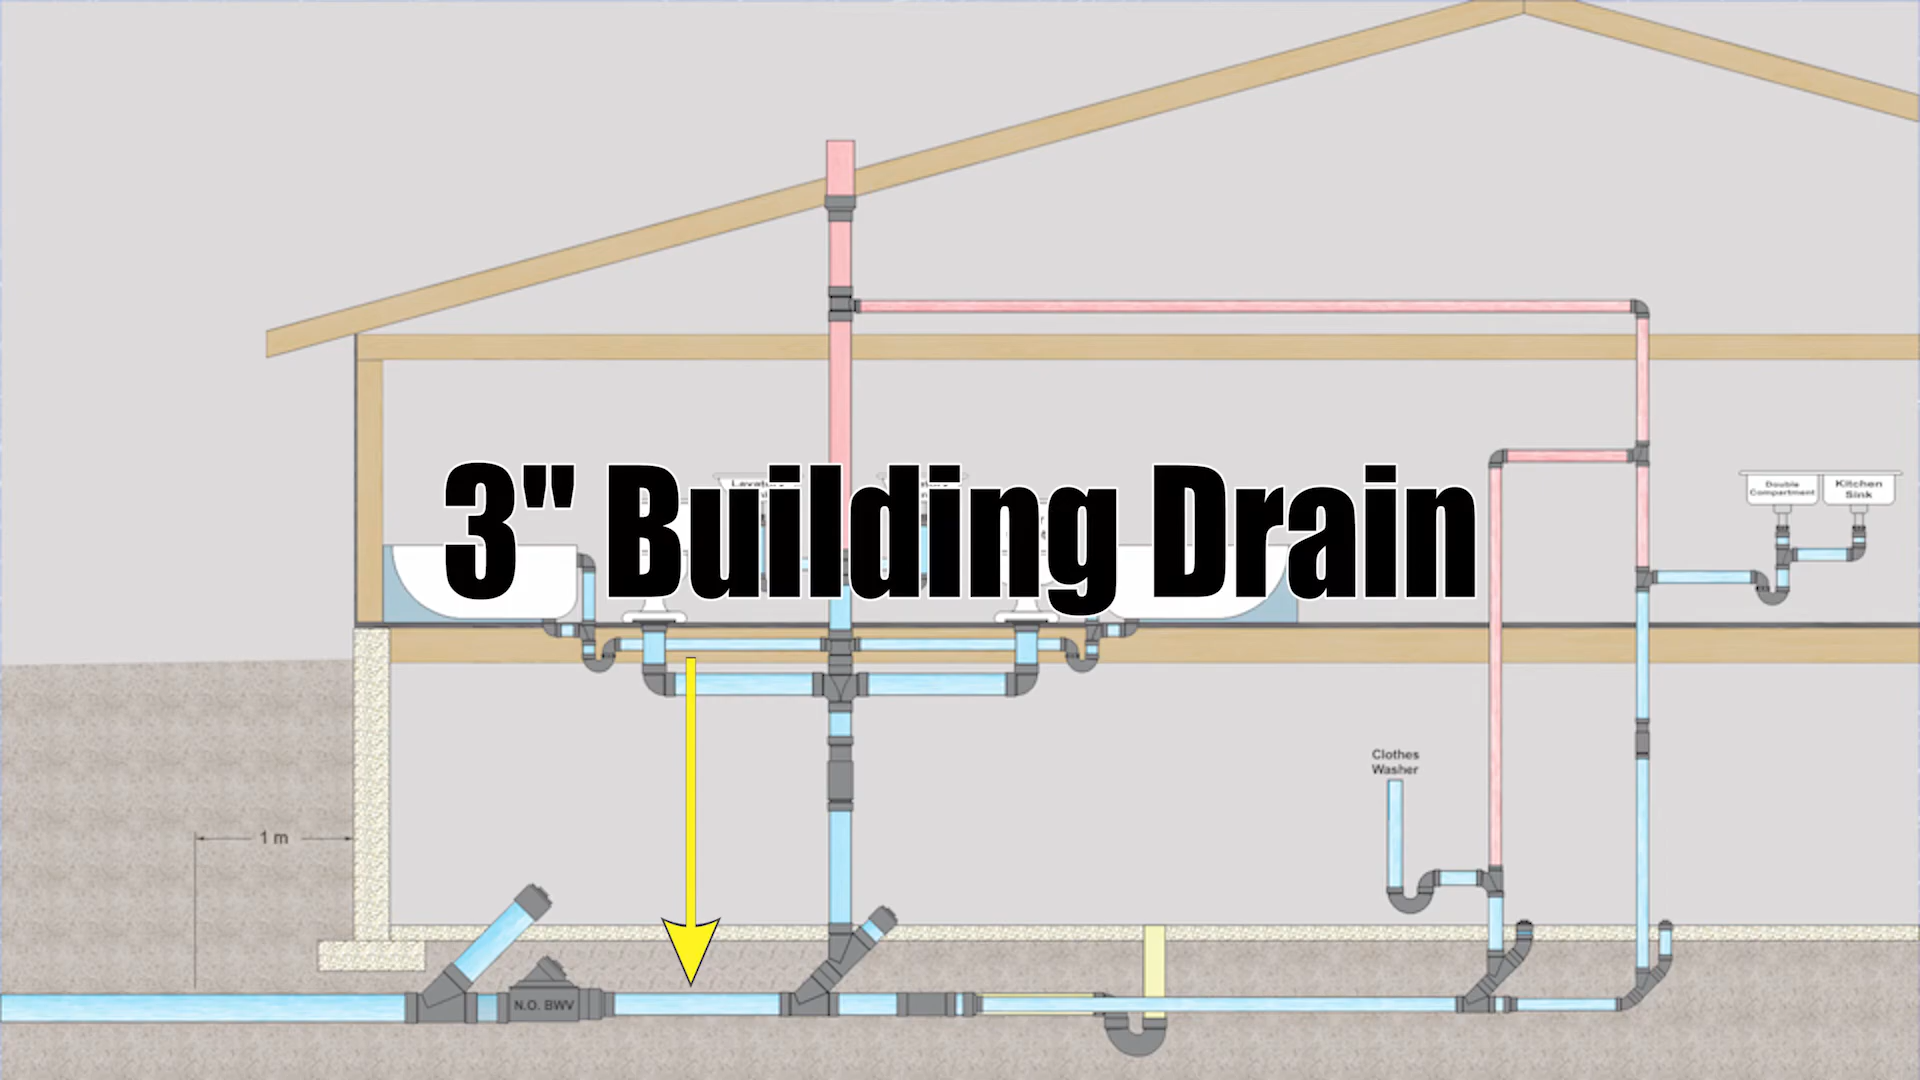 3" Building Drain
Double
Compartment
Kitchen
Sink
Clothes
Washer
1 m
N.O. BWV